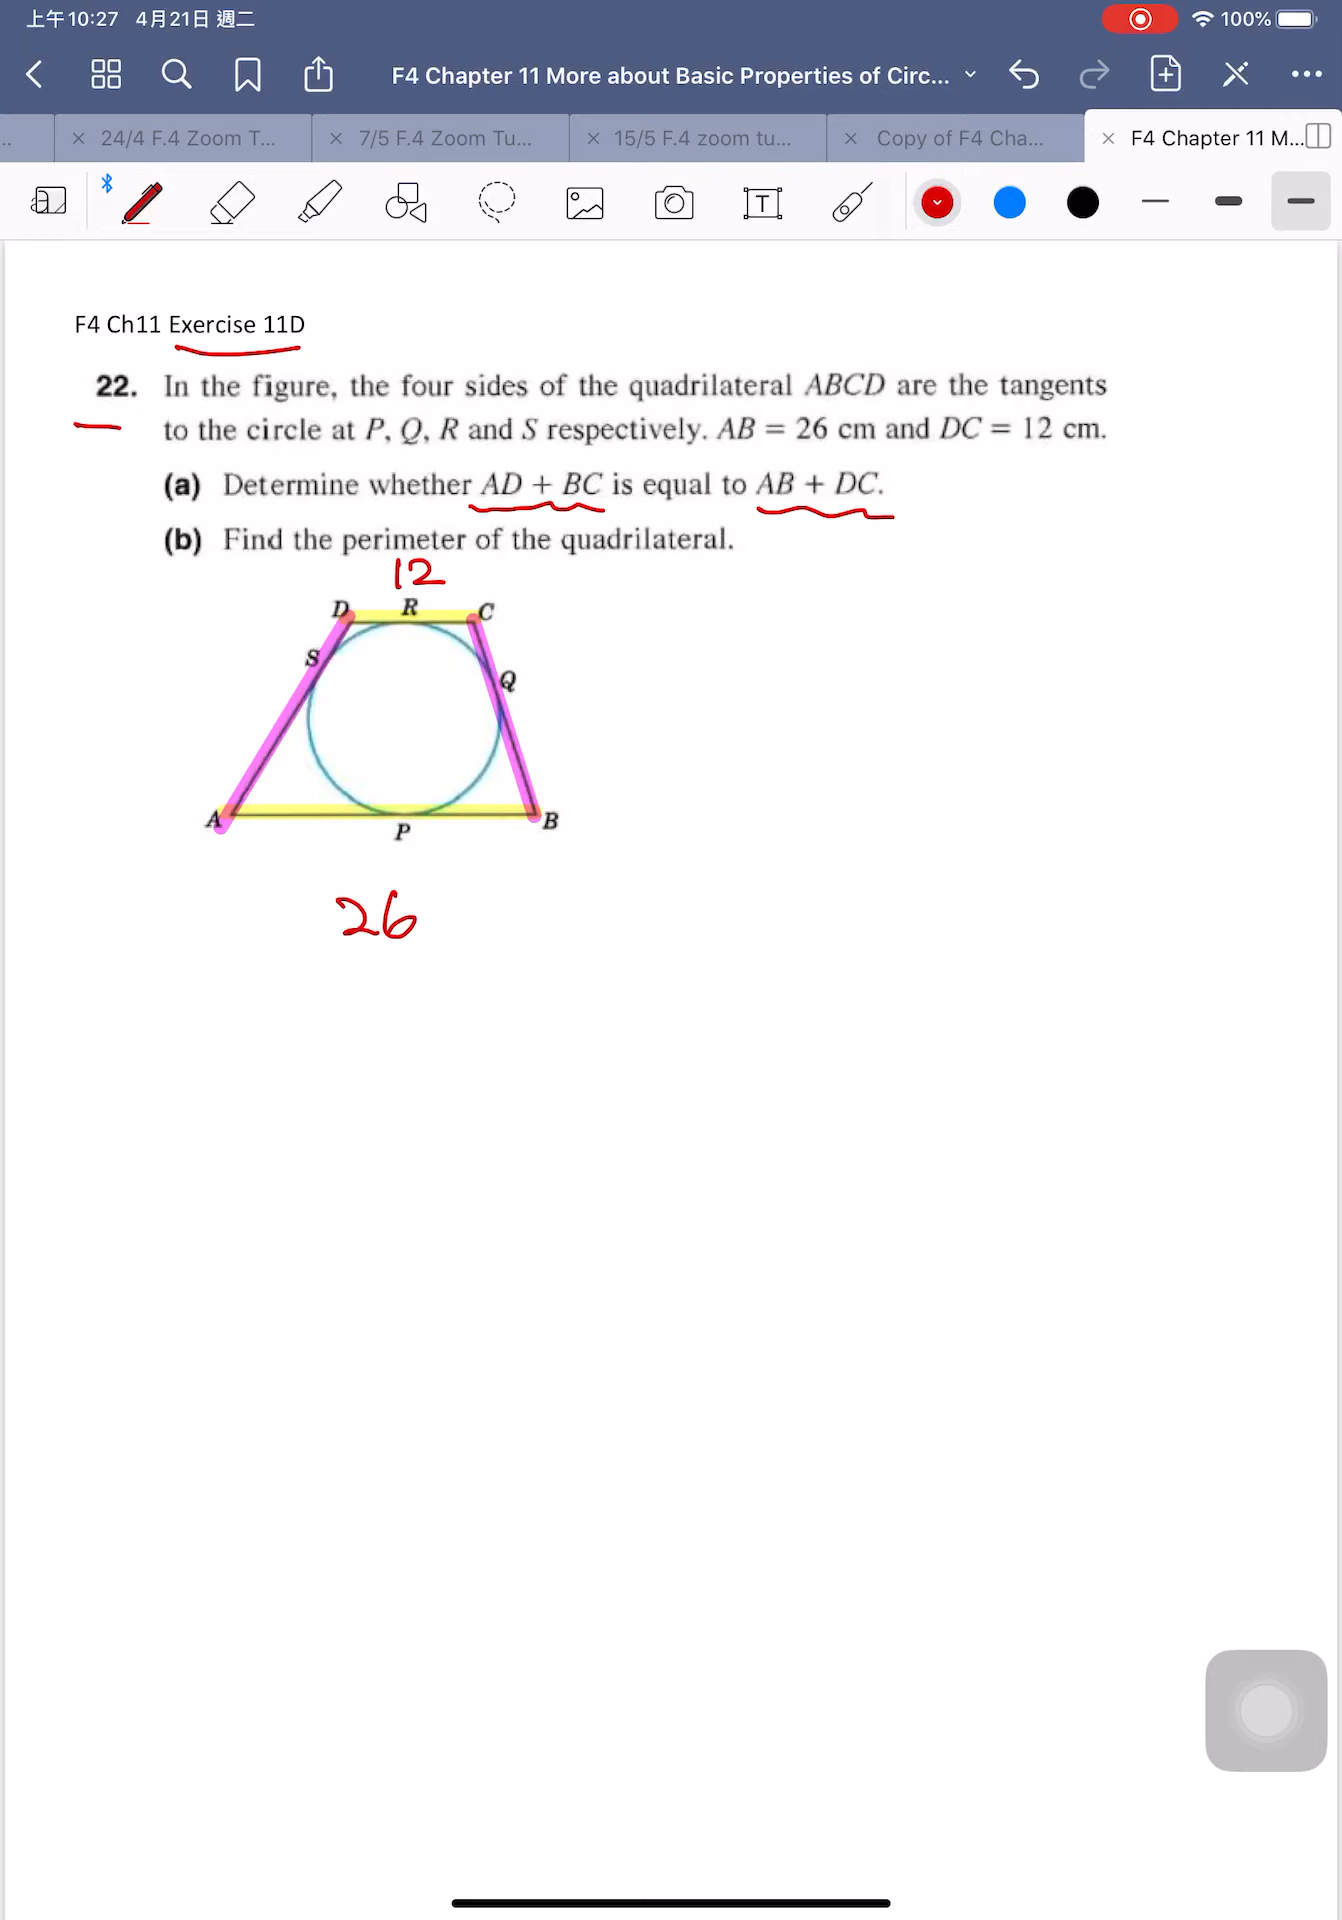 上午10:27 4月21日 週二
100%
F4 Chapter 11 More about Basic Properties of Circ...
.. × 24/4 F.4 Zoom T... × 7/5 F.4 Zoom Tu... × 15/5 F.4 zoom tu... × Copy of F4 Cha... × F4 Chapter 11 M...
F4 Ch11 Exercise 11D
22. In the figure, the four sides of the quadrilateral ABCD are the tangents
to the circle at P, Q, R and S respectively. AB = 26 cm and DC = 12 cm.
(a) Determine whether AD + BC is equal to AB + DC.
(b) Find the perimeter of the quadrilateral.
12
D R C
S
Q
A
P
B
26